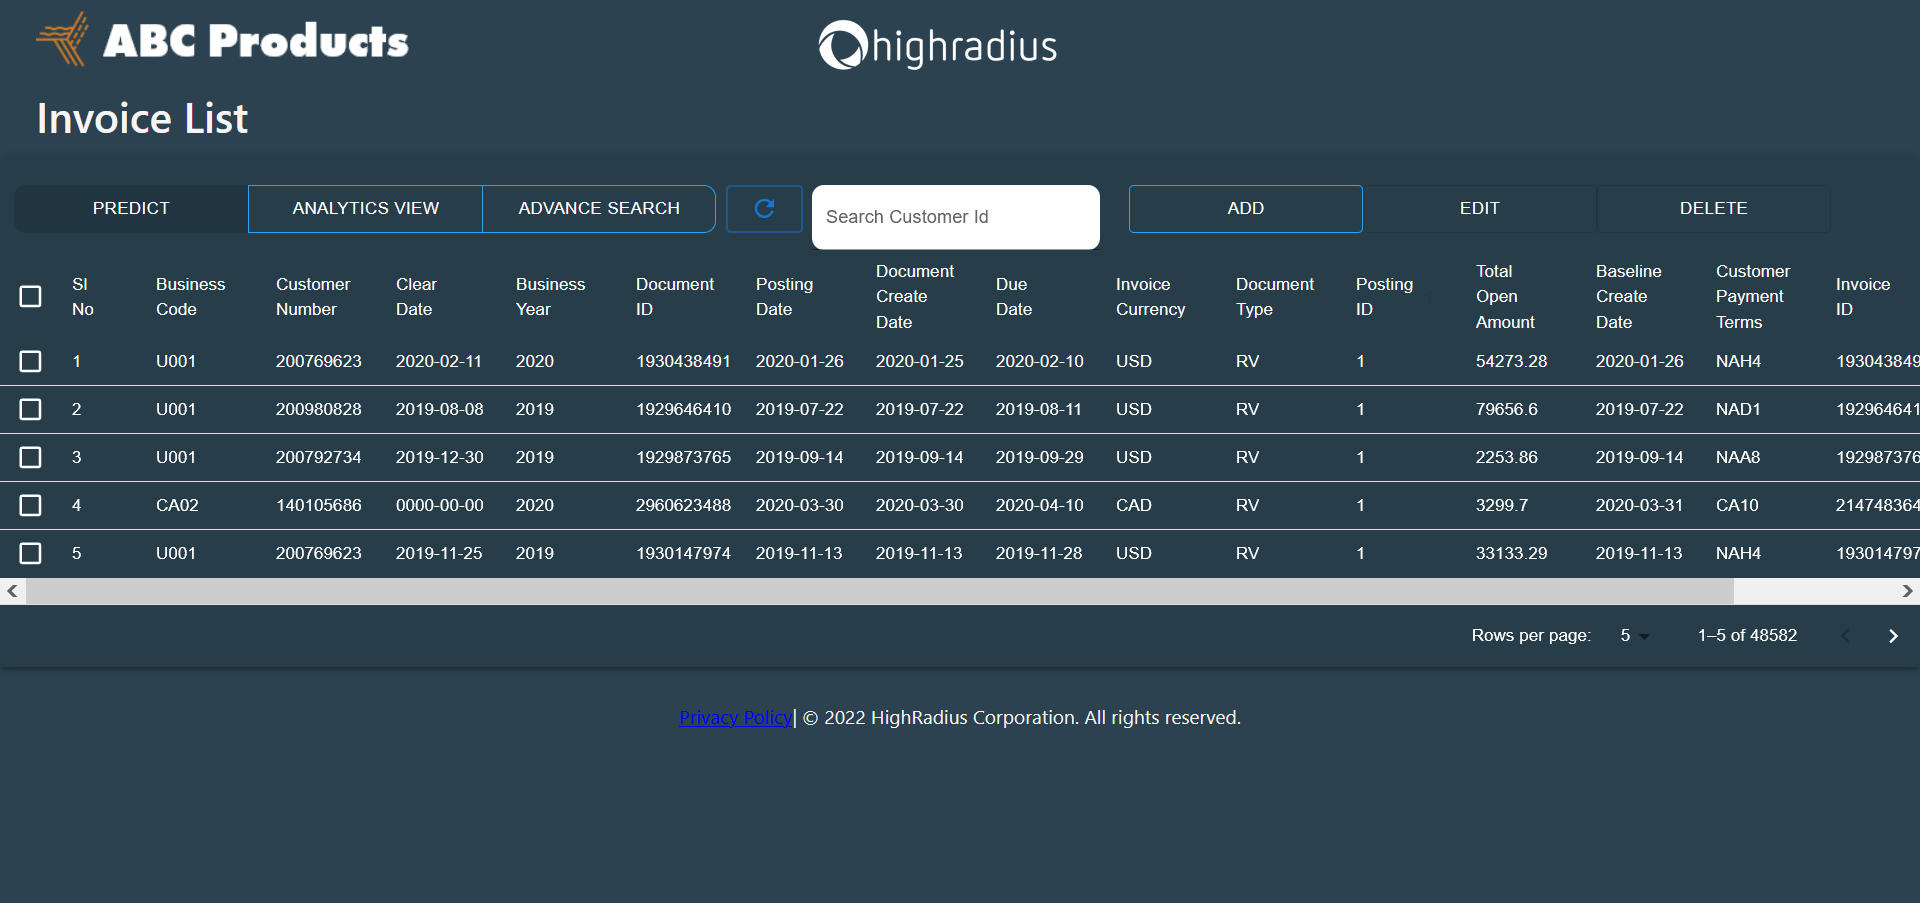 ABC Products
highradius
Invoice List
PREDICT ANALYTICS VIEW ADVANCE SEARCH Search Customer Id ADD EDIT DELETE
Sl No Business Code Customer Number Clear Date Business Year Document ID Posting Date Document Create Date Due Date Invoice Currency Document Type Posting ID Total Open Amount Baseline Create Date Customer Payment Terms Invoice ID
1 U001 200769623 2020-02-11 2020 1930438491 2020-01-26 2020-01-25 2020-02-10 USD RV 1 54273.28 2020-01-26 NAH4 193043849
2 U001 200980828 2019-08-08 2019 1929646410 2019-07-22 2019-07-22 2019-08-11 USD RV 1 79656.6 2019-07-22 NAD1 192964641
3 U001 200792734 2019-12-30 2019 1929873765 2019-09-14 2019-09-14 2019-09-29 USD RV 1 2253.86 2019-09-14 NAA8 192987376
4 CA02 140105686 0000-00-00 2020 2960623488 2020-03-30 2020-03-30 2020-04-10 CAD RV 1 3299.7 2020-03-31 CA10 214748364
5 U001 200769623 2019-11-25 2019 1930147974 2019-11-13 2019-11-13 2019-11-28 USD RV 1 33133.29 2019-11-13 NAH4 193014797
Rows per page: 5 1–5 of 48582
Privacy Policy| © 2022 HighRadius Corporation. All rights reserved.